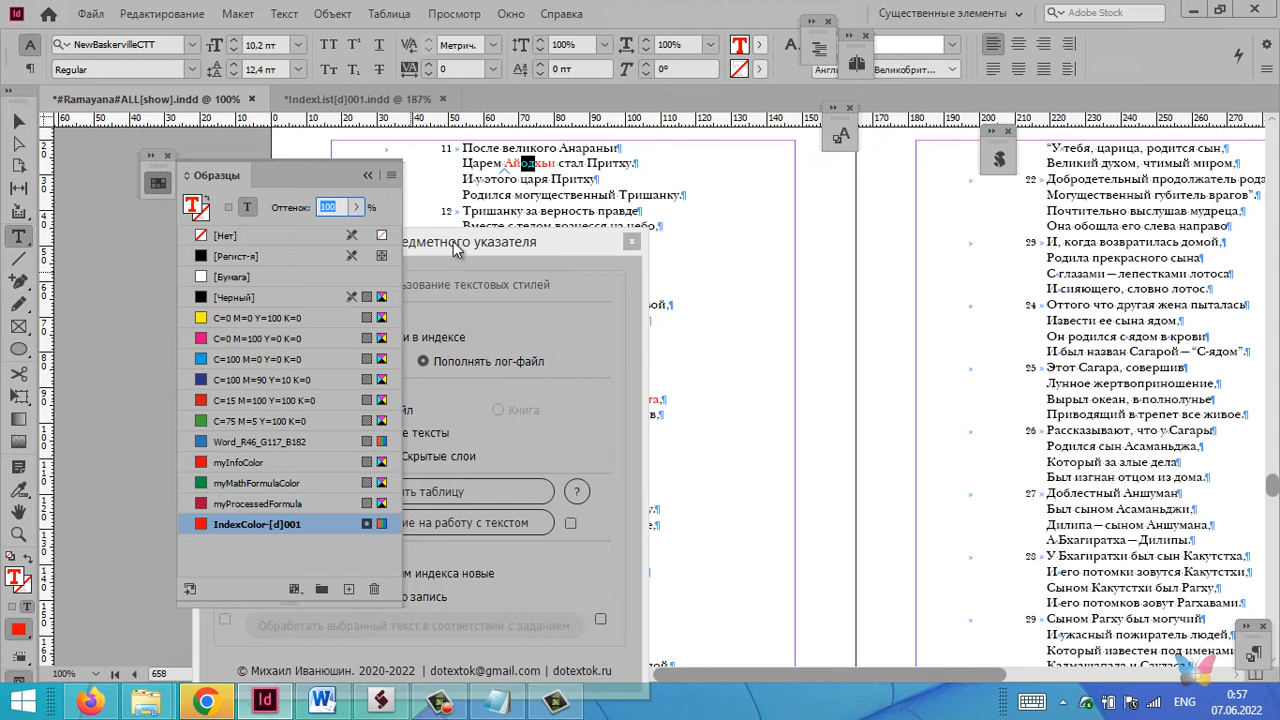 Файл
Редактирование
Макет
Текст
Объект
Таблица
Просмотр
Окно
Справка
Существенные элементы
Adobe Stock
NewBaskervilleCTT
10,2 пт
Метрич.
100%
100%
Regular
12,4 пт
0
0 пт
0°
Великобрит
*#Ramayana#ALL[show].indd @ 100%
*IndexList[d]001.indd @ 187%
11 » После великого Анараньи¶
Царем Айодхьи стал Притху.¶
И у этого царя Притху¶
Родился могущественный Тришанку.¶
12 » Тришанку за верность правде¶
Вместе с телом вознесся на небо,¶
Образцы
Оттенок: 100 %
[Нет]
[Регист-я]
[Бумага]
[Черный]
C=0 M=0 Y=100 K=0
C=0 M=100 Y=0 K=0
C=100 M=0 Y=0 K=0
C=100 M=90 Y=10 K=0
C=15 M=100 Y=100 K=0
C=75 M=5 Y=100 K=0
Word_R46_G117_B182
myInfoColor
myMathFormulaColor
myProcessedFormula
IndexColor-[d]001
едметного указателя
ьзование текстовых стилей
и в индексе
Пополнять лог-файл
йл
Книга
е тексты
Скрытые слои
ть таблицу
?
ие на работу с текстом
им индекса новые
ю запись
Обработать выбранный текст в соответствии с заданием
© Михаил Иванюшин. 2020-2022 | dotextok@gmail.com | dotextok.ru
“У тебя, царица, родится сын,
Великий духом, чтимый миром.¶
22 » Добродетельный продолжатель рода
Могущественный губитель врагов”.¶
Почтительно выслушав мудреца,
Она обошла его слева направо¶
23 » И, когда возвратилась домой,
Родила прекрасного сына¶
С глазами — лепестками лотоса¶
И сияющего, словно лотос.¶
24 » Оттого что другая жена пыталась¶
Извести ее сына ядом,¶
Он родился с ядом в крови¶
И был назван Сагарой — “С-ядом”.¶
25 » Этот Сагара, совершив¶
Лунное жертвоприношение,¶
Вырыл океан, в полнолунье¶
Приводящий в трепет все живое.¶
26 » Рассказывают, что у Сагары¶
Родился сын Асаманьджа,¶
Который за злые дела¶
Был изгнан отцом из дома.¶
27 » Доблестный Аншуман¶
Был сыном Асаманьджи,¶
Дилипа — сыном Аншумана,¶
А Бхагиратха — Дилипы.¶
28 » У Бхагиратхи был сын Какутстха,¶
И его потомки зовутся Какутстхи,¶
Сыном Какутстхи был Рагху,¶
И его потомков зовут Рагхавами.¶
29 » Сыном Рагху был могучий¶
И ужасный пожиратель людей,¶
100%
658
ENG
0:57
07.06.2022